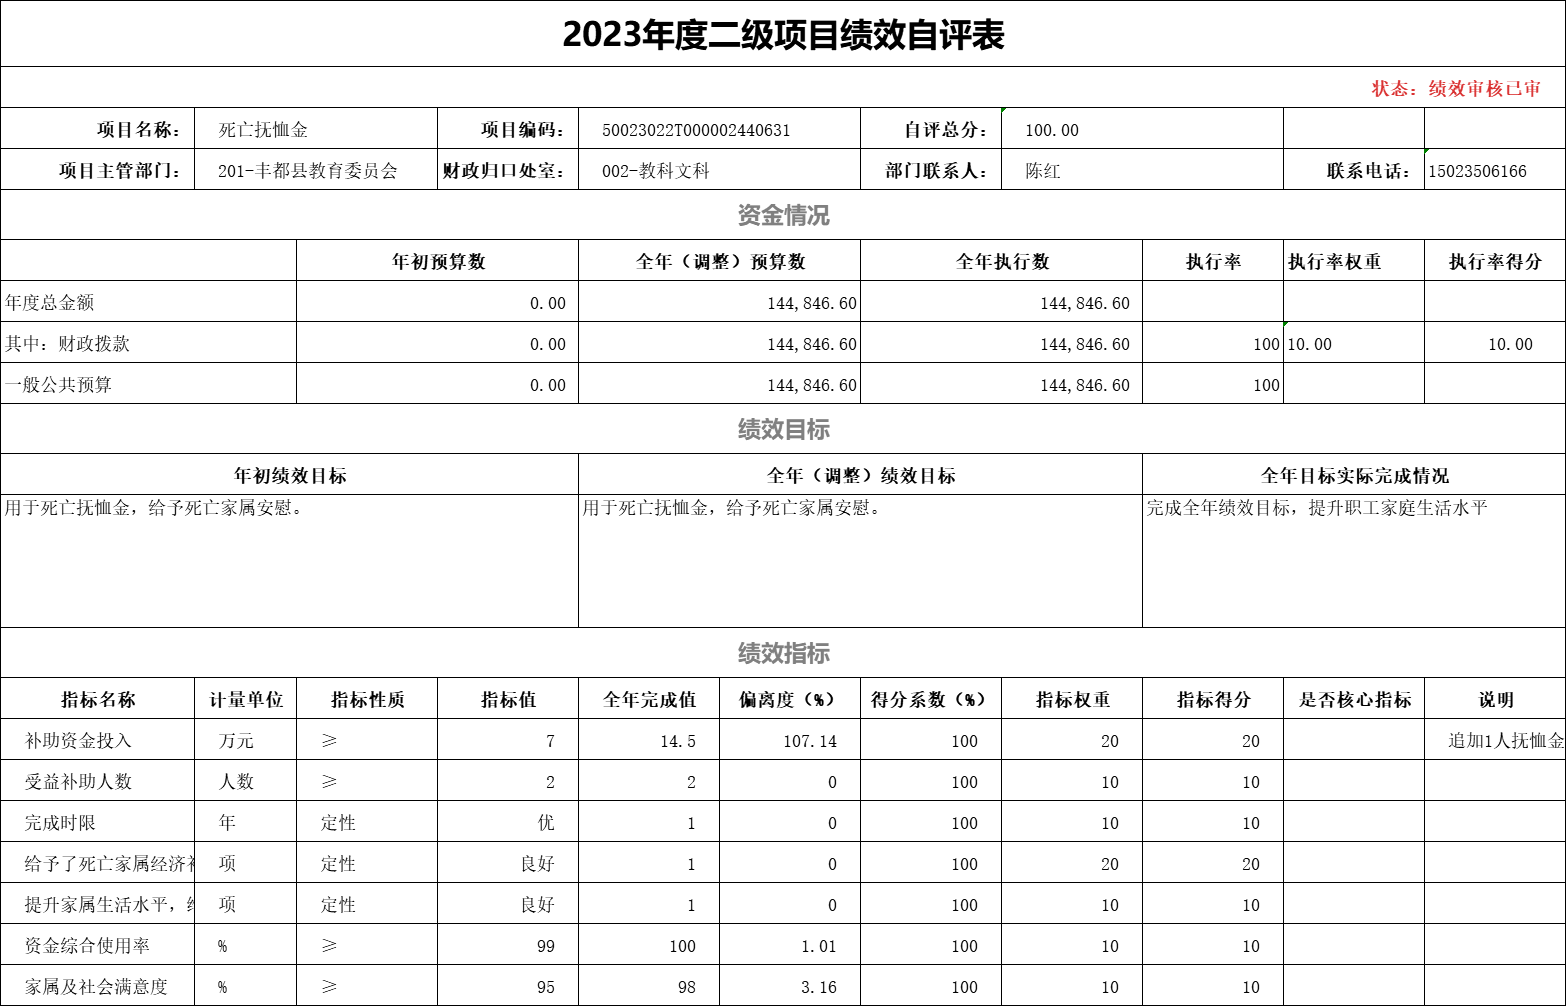 2023年度二级项目绩效自评表
状态：绩效审核已审
项目名称： 死亡抚恤金 项目编码： 50023022T000002440631 自评总分： 100.00
项目主管部门： 201-丰都县教育委员会 财政归口处室： 002-教科文科 部门联系人： 陈红 联系电话： 15023506166
资金情况
年初预算数 全年（调整）预算数 全年执行数 执行率 执行率权重 执行率得分
年度总金额 0.00 144,846.60 144,846.60
其中：财政拨款 0.00 144,846.60 144,846.60 100 10.00 10.00
一般公共预算 0.00 144,846.60 144,846.60 100
绩效目标
年初绩效目标 全年（调整）绩效目标 全年目标实际完成情况
用于死亡抚恤金，给予死亡家属安慰。 用于死亡抚恤金，给予死亡家属安慰。 完成全年绩效目标，提升职工家庭生活水平
绩效指标
指标名称 计量单位 指标性质 指标值 全年完成值 偏离度（%） 得分系数（%） 指标权重 指标得分 是否核心指标 说明
补助资金投入 万元 ≥ 7 14.5 107.14 100 20 20 追加1人抚恤金
受益补助人数 人数 ≥ 2 2 0 100 10 10
完成时限 年 定性 优 1 0 100 10 10
给予了死亡家属经济 项 定性 良好 1 0 100 20 20
提升家属生活水平， 项 定性 良好 1 0 100 10 10
资金综合使用率 % ≥ 99 100 1.01 100 10 10
家属及社会满意度 % ≥ 95 98 3.16 100 10 10